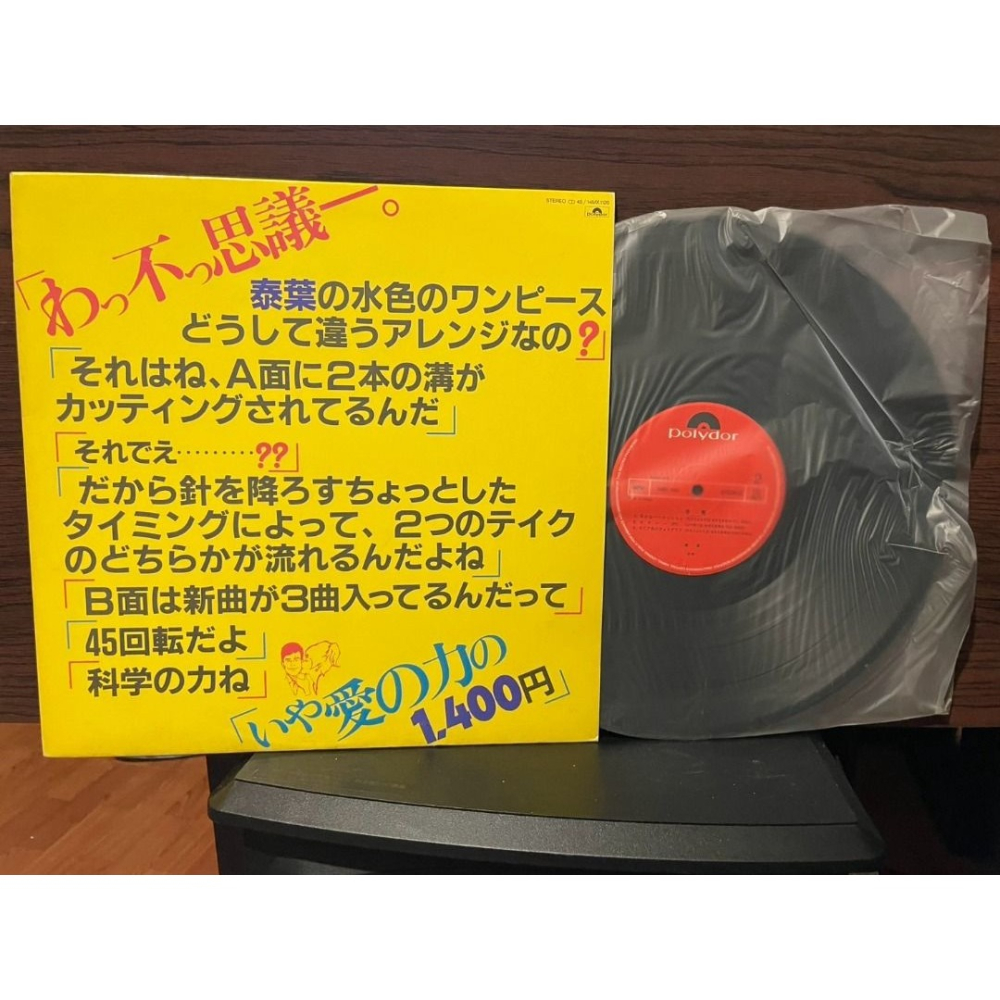 STEREO
polydor
「わっ不っ思議ー。
泰葉の水色のワンピース
どうして違うアレンジなの?」
「それはね、A面に2本の溝が
カッティングされてるんだ」
「それでえ………??」
「だから針を降ろすちょっとした
タイミングによって、2つのテイク
のどちらかが流れるんだよね」
「B面は新曲が3曲入ってるんだって」
「45回転だよ」
「科学の力ね」
「いや愛の力の
1,400円」
polydor
2